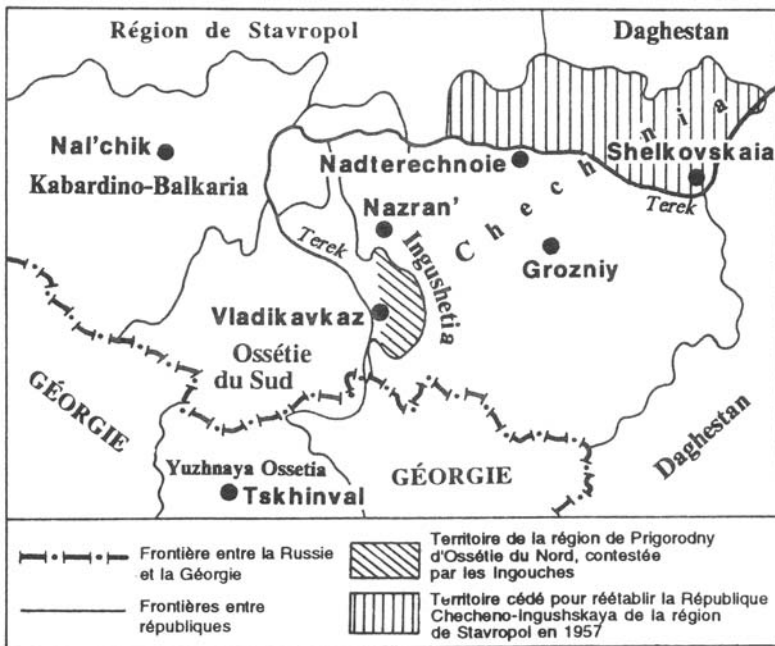 Région de Stavropol
Daghestan
Nal'chik
Kabardino-Balkaria
Nadterechnoie
Shelkovskaia
Chechnia
Nazran'
Terek
Terek
Ingushetia
Grozniy
Vladikavkaz
Ossétie
du Sud
GÉORGIE
GÉORGIE
Daghestan
Yuzhnaya Ossetia
Tskhinval
Frontière entre la Russie
et la Géorgie
Frontières entre
républiques
Territoire de la région de Prigorodny
d'Ossétie du Nord, contestée
par les Ingouches
Territoire cédé pour réétablir la République
Checheno-Ingushskaya de la région
de Stavropol en 1957